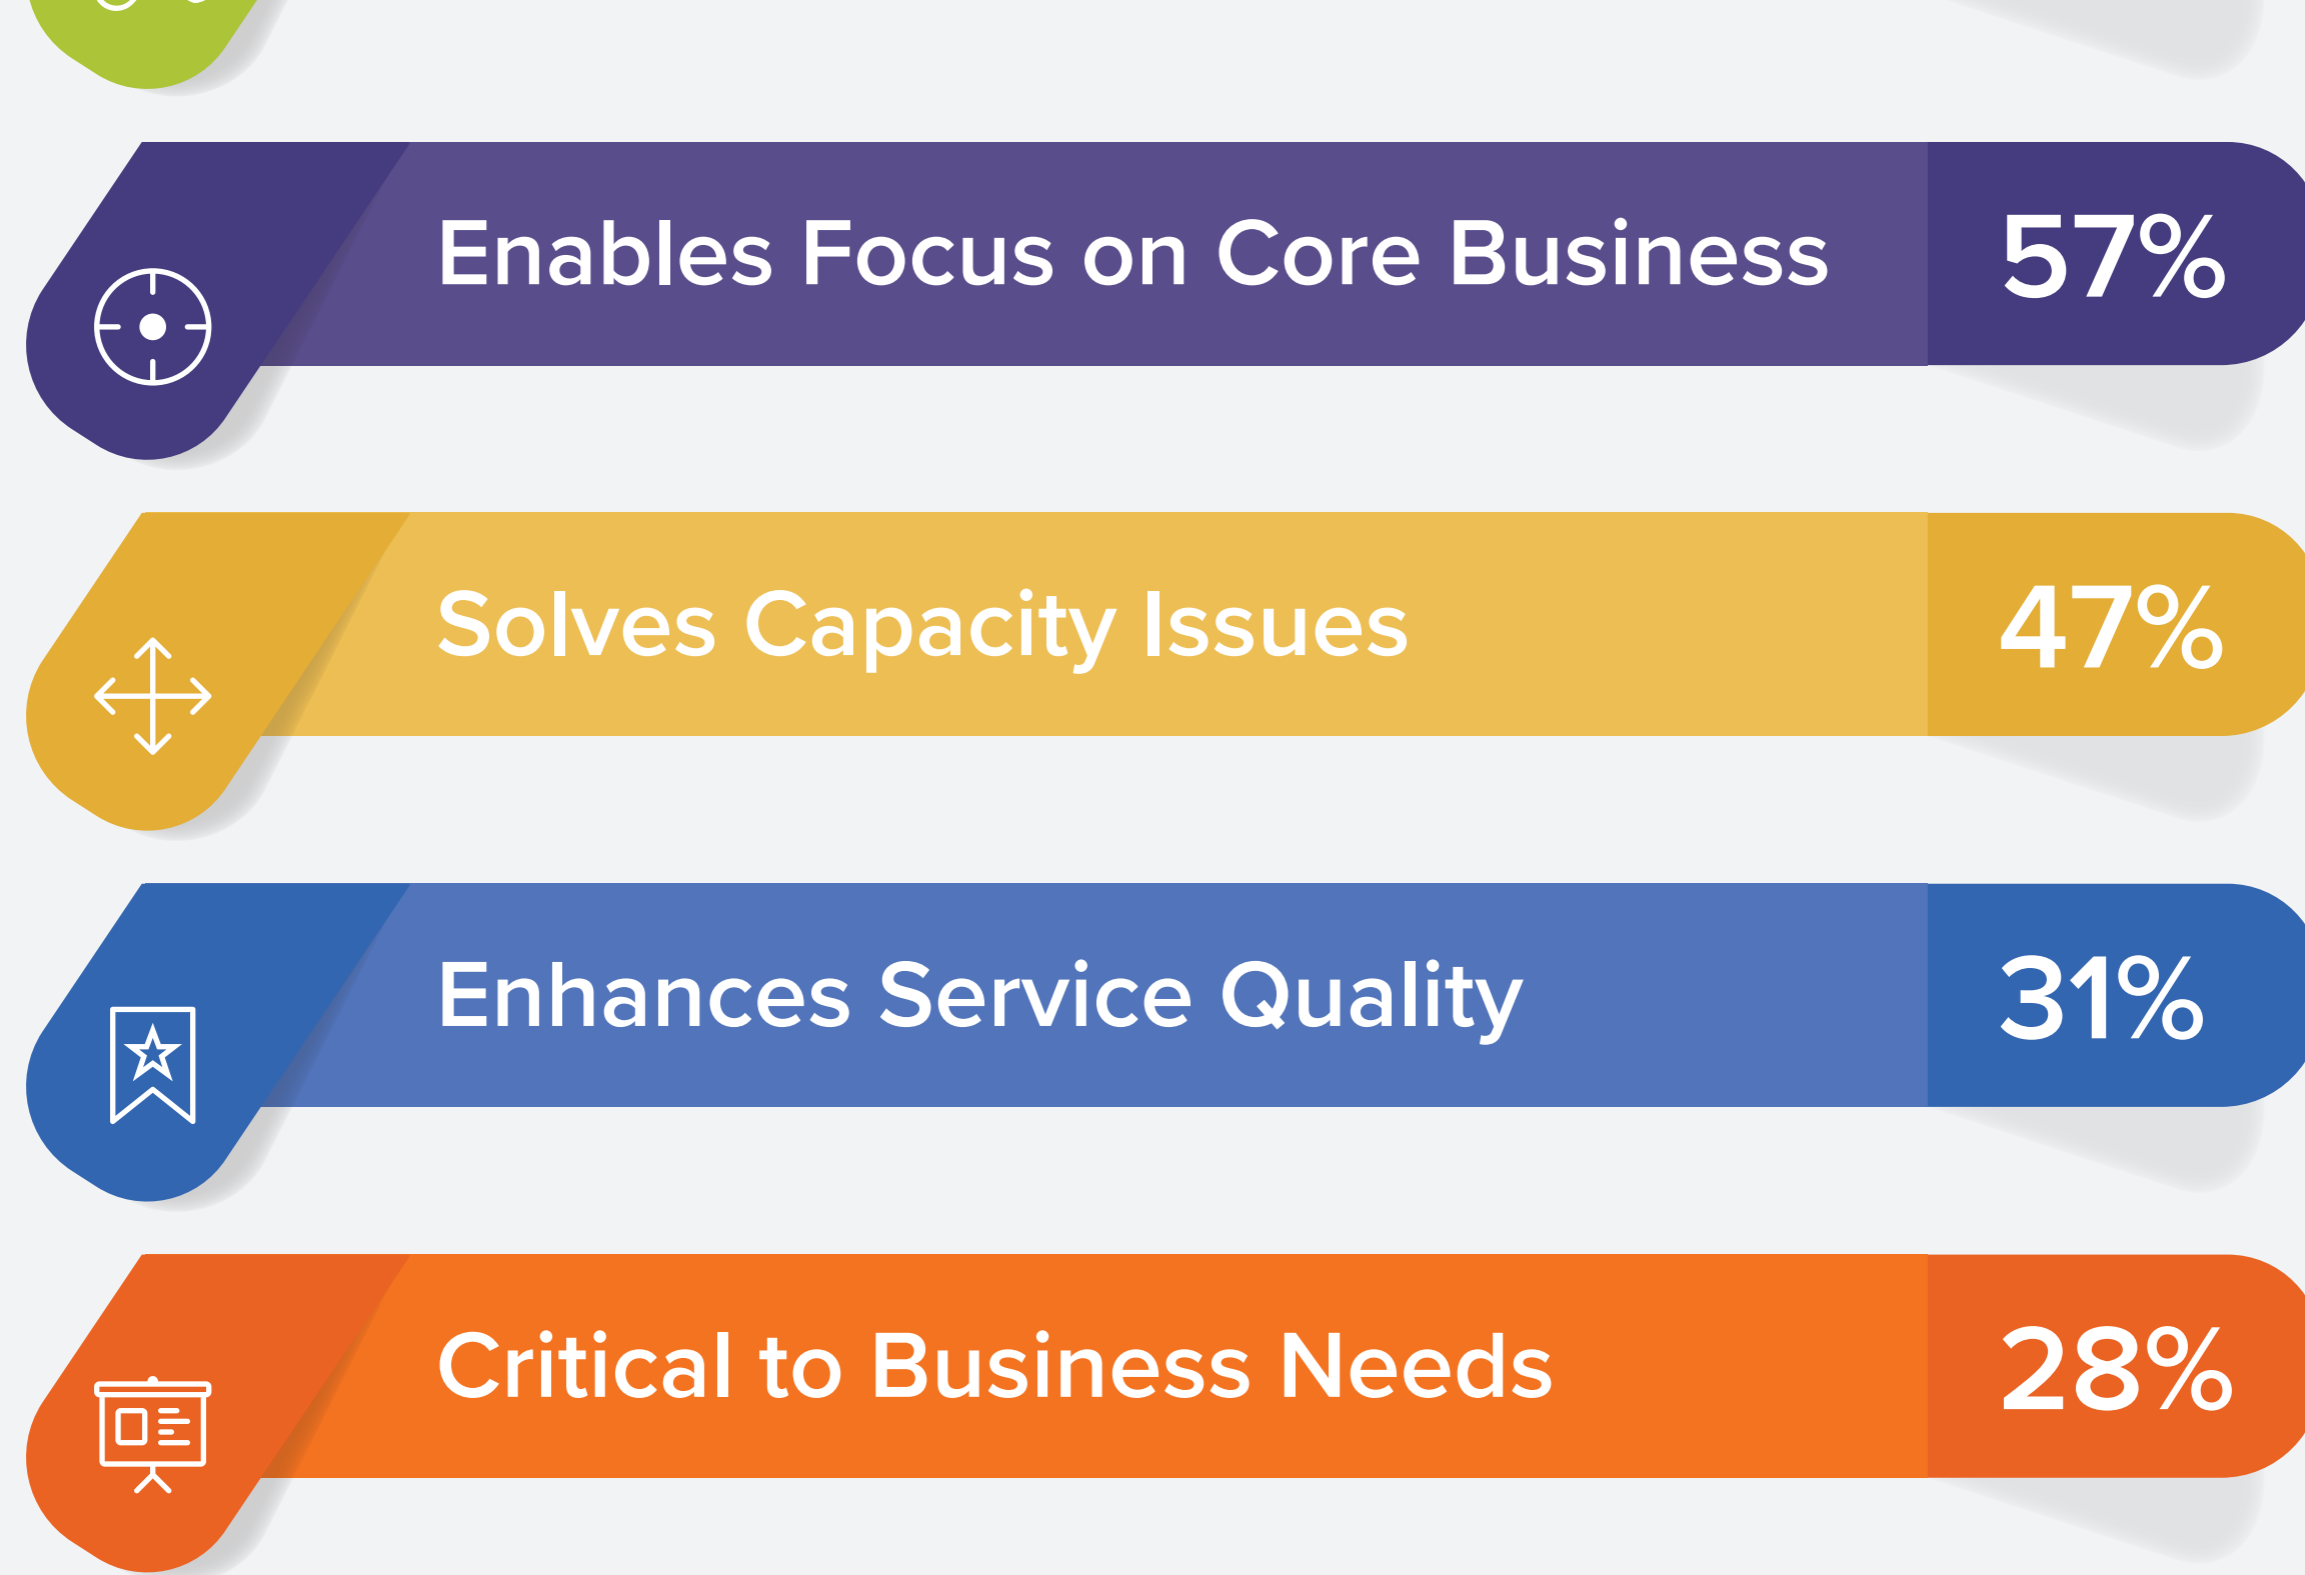 Enables Focus on Core Business 57%
Solves Capacity Issues 47%
Enhances Service Quality 31%
Critical to Business Needs 28%